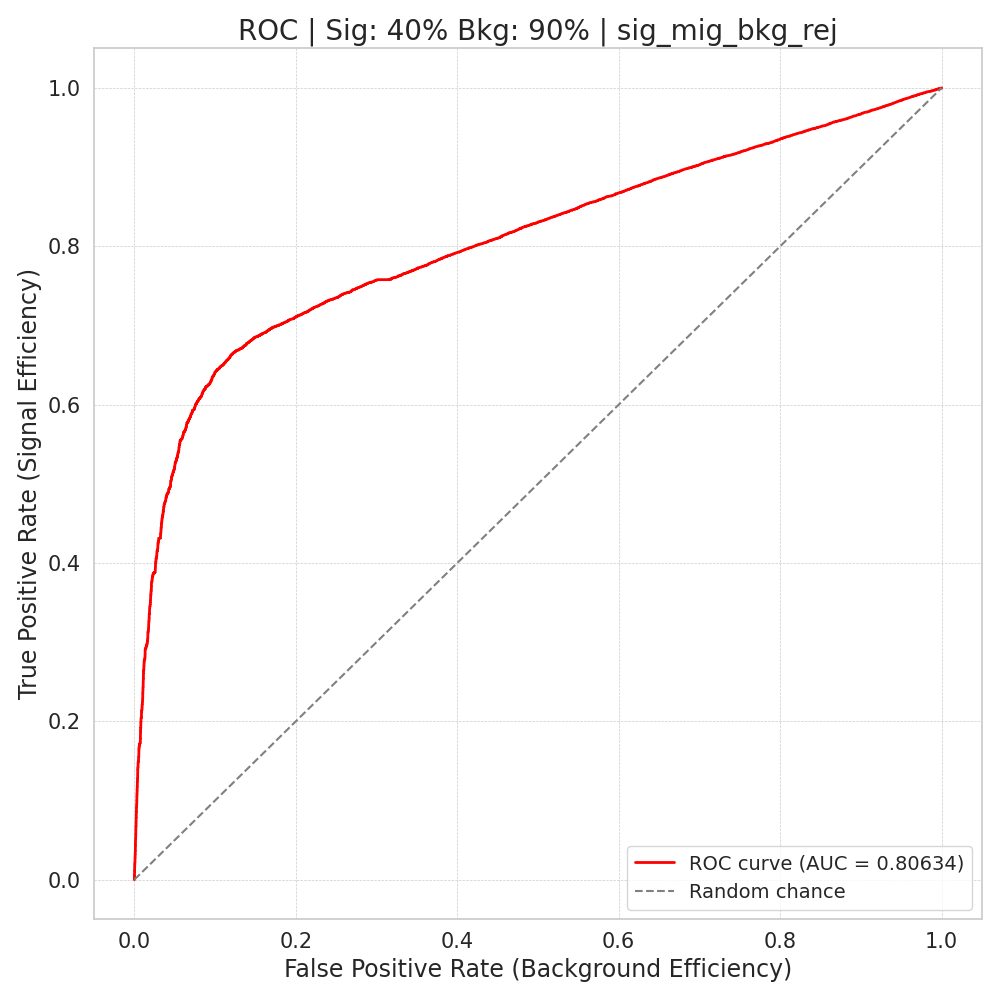 ROC | Sig: 40% Bkg: 90% | sig_mig_bkg_rej
True Positive Rate (Signal Efficiency)
1.0
0.8
0.6
0.4
0.2
0.0
ROC curve (AUC = 0.80634)
Random chance
0.0 0.2 0.4 0.6 0.8 1.0
False Positive Rate (Background Efficiency)